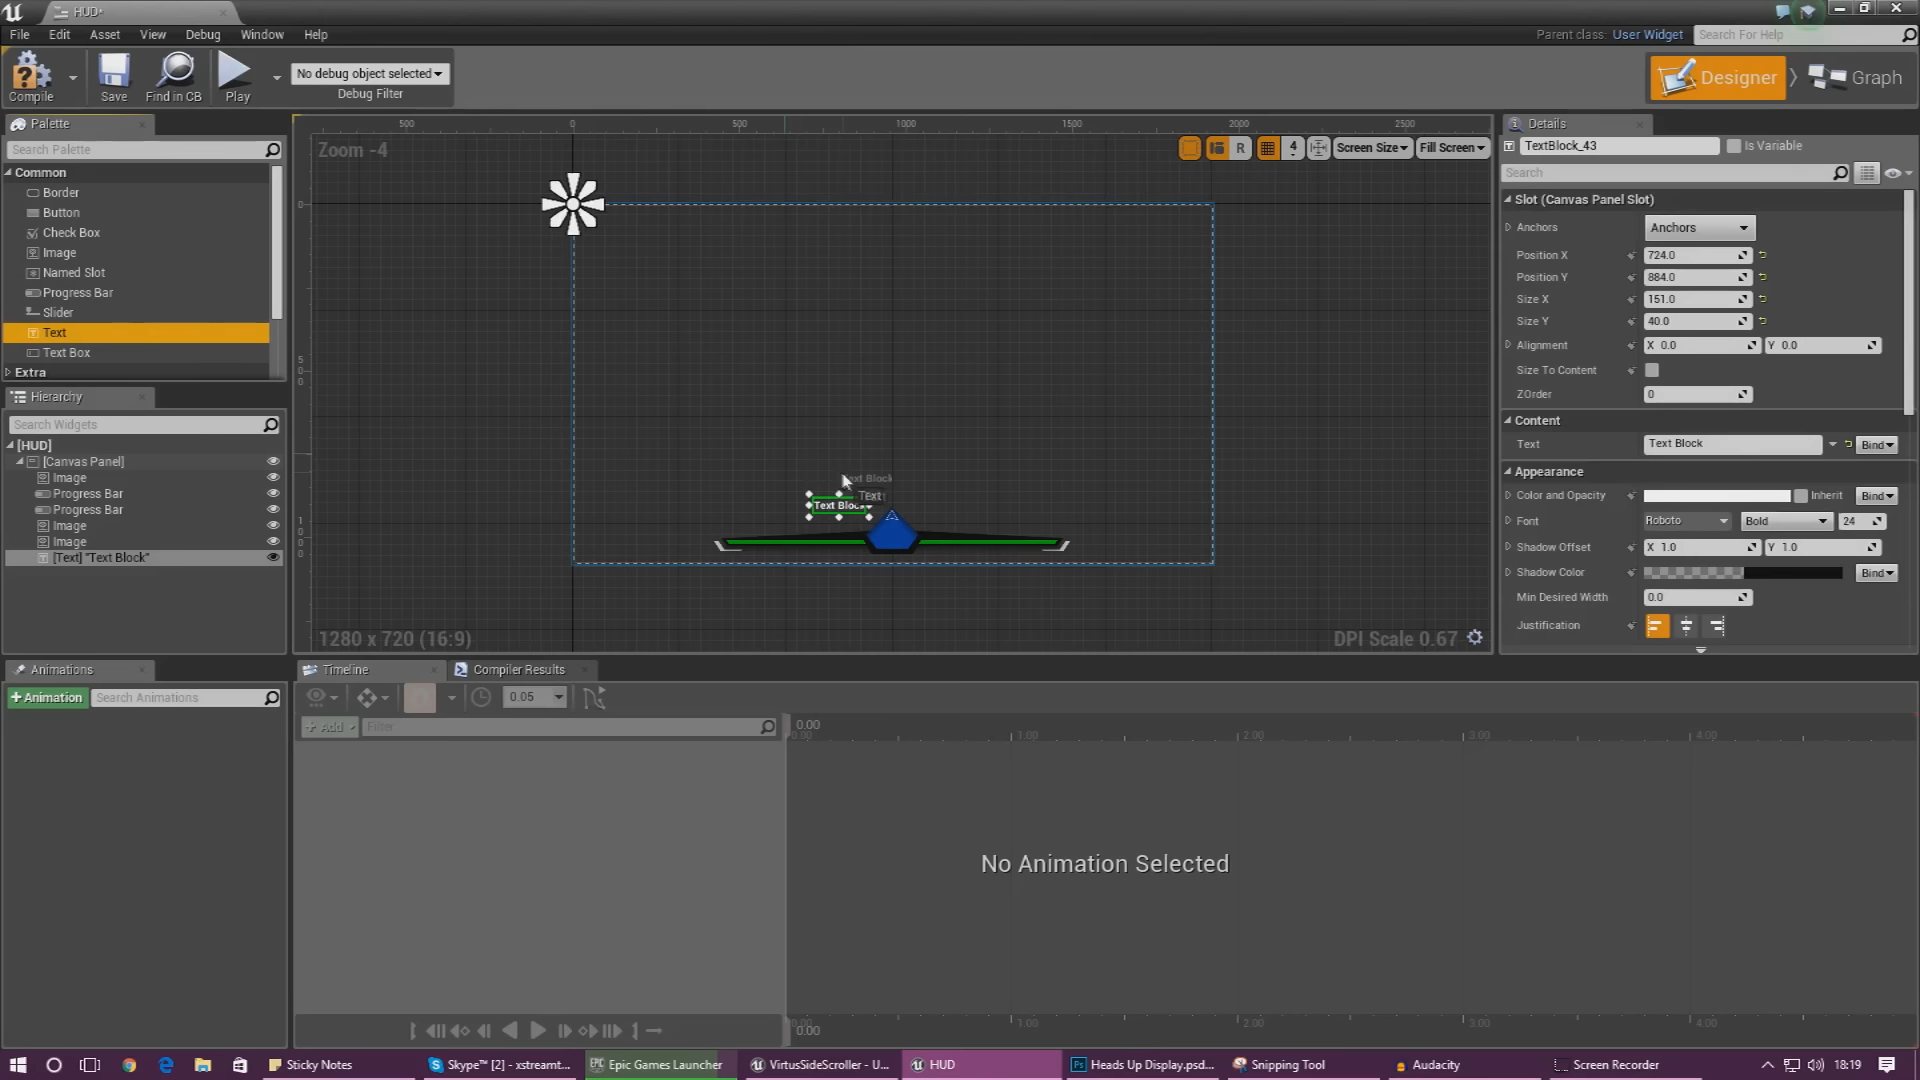 HUD*
File Edit Asset View Debug Window Help
Parent class: User Widget Search For Help
Compile Save Find in CB Play
No debug object selected
Debug Filter
Designer Graph
Palette
Search Palette
Common
Border
Button
Check Box
Image
Named Slot
Progress Bar
Slider
Text
Text Box
Extra
Hierarchy
Search Widgets
[HUD]
[Canvas Panel]
Image
Progress Bar
Progress Bar
Image
Image
[Text] "Text Block"
500 0 500 1000 1500 2000 2500
Zoom -4
R 4 Screen Size Fill Screen
Text Block
Text
Text Block
1280 x 720 (16:9)
DPI Scale 0.67
Details
TextBlock_43 Is Variable
Search
Slot (Canvas Panel Slot)
Anchors Anchors
Position X 724.0
Position Y 884.0
Size X 151.0
Size Y 40.0
Alignment X 0.0 Y 0.0
Size To Content
ZOrder 0
Content
Text Text Block Bind
Appearance
Color and Opacity Inherit Bind
Font Roboto Bold 24
Shadow Offset X 1.0 Y 1.0
Shadow Color Bind
Min Desired Width 0.0
Justification
Animations
+Animation Search Animations
Timeline Compiler Results
0.05
+ Add Filter
0.00
0.00 1.00 2.00 3.00 4.00
No Animation Selected
0.00 1.00 2.00 3.00 4.00
0.00
Sticky Notes Skype™ [2] - xstreamt... Epic Games Launcher VirtusSideScroller - U... HUD Heads Up Display.psd... Snipping Tool Audacity Screen Recorder 18:19